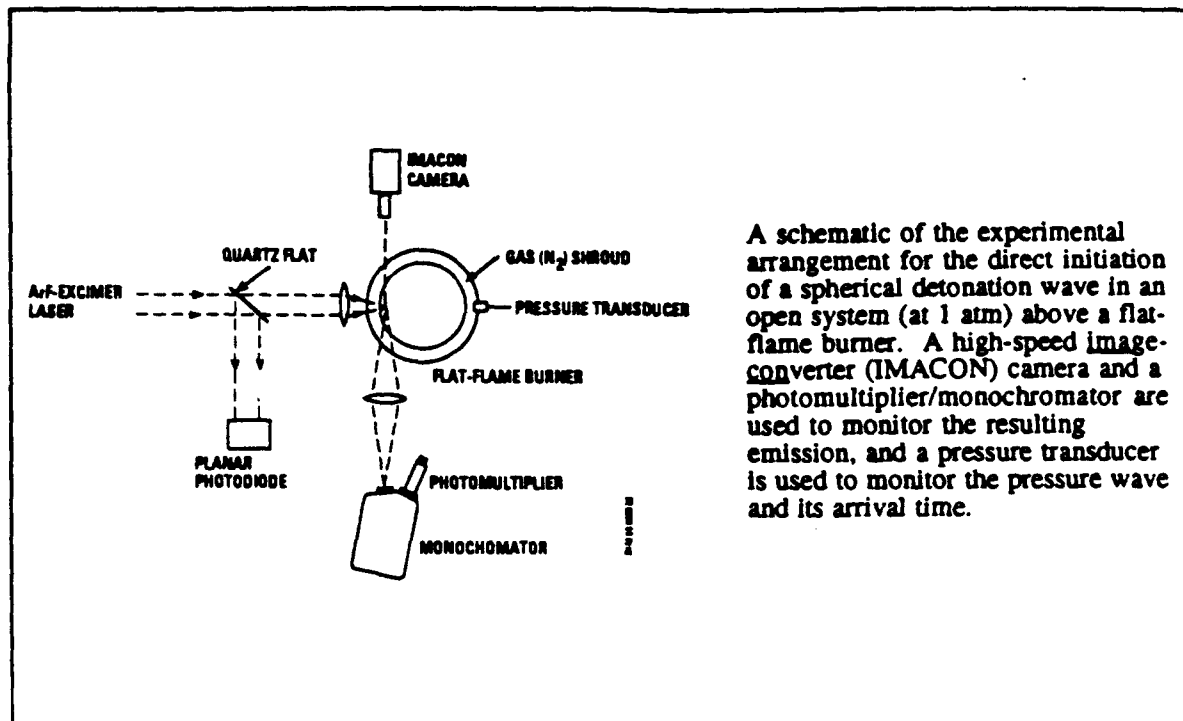 IMACON
CAMERA
QUARTZ FLAT
GAS (N2) SHROUD
ArF-EXCIMER
LASER
PRESSURE TRANSDUCER
FLAT-FLAME BURNER
PLANAR
PHOTODIODE
PHOTOMULTIPLIER
MONOCHOMATOR
A schematic of the experimental
arrangement for the direct initiation
of a spherical detonation wave in an
open system (at 1 atm) above a flat-
flame burner. A high-speed image-
converter (IMACON) camera and a
photomultiplier/monochromator are
used to monitor the resulting
emission, and a pressure transducer
is used to monitor the pressure wave
and its arrival time.